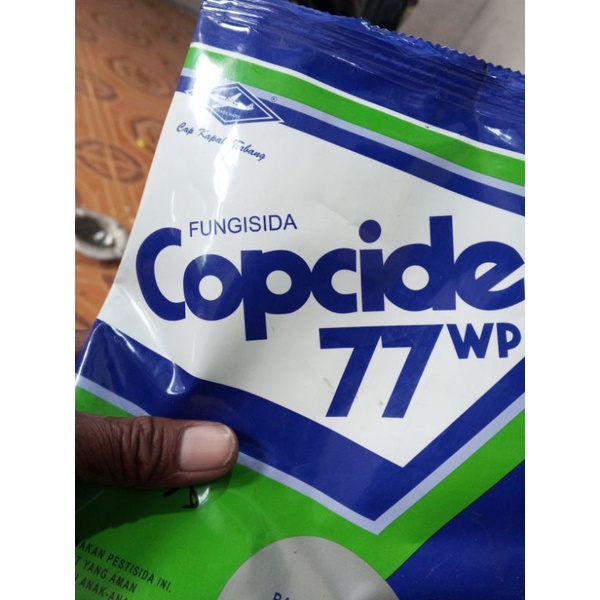 ®
Cap Kapal Terbang
FUNGISIDA
Copcide
77 WP
AKAN PESTISIDA INI.
T YANG AMAN
ANAK-ANA